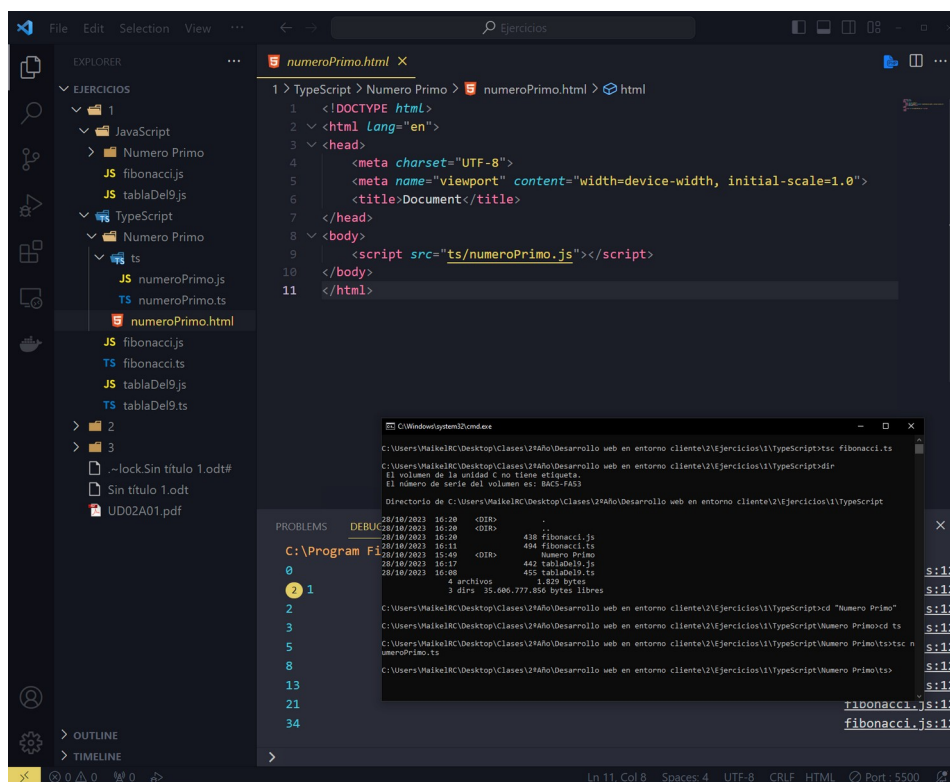 File Edit Selection View ··· Ejercicios
EXPLORER ···
EJERCICIOS
1
JavaScript
Numero Primo
JS fibonacci.js
JS tablaDel9.js
TypeScript
Numero Primo
ts
JS numeroPrimo.js
TS numeroPrimo.ts
numeroPrimo.html
JS fibonacci.js
TS fibonacci.ts
JS tablaDel9.js
TS tablaDel9.ts
2
3
.~lock.Sin título 1.odt#
Sin título 1.odt
UD02A01.pdf
OUTLINE
TIMELINE
numeroPrimo.html
1 > TypeScript > Numero Primo > numeroPrimo.html > html
1 <!DOCTYPE html>
2 <html lang="en">
3 <head>
4 <meta charset="UTF-8">
5 <meta name="viewport" content="width=device-width, initial-scale=1.0">
6 <title>Document</title>
7 </head>
8 <body>
9 <script src="ts/numeroPrimo.js"></script>
10 </body>
11 </html>
C:\Windows\system32\cmd.exe
C:\Users\MaikelRC\Desktop\Clases\2ºAño\Desarrollo web en entorno cliente\2\Ejercicios\1\TypeScript>tsc fibonacci.ts
C:\Users\MaikelRC\Desktop\Clases\2ºAño\Desarrollo web en entorno cliente\2\Ejercicios\1\TypeScript>dir
El volumen de la unidad C no tiene etiqueta.
El número de serie del volumen es: BAC5-FA53
Directorio de C:\Users\MaikelRC\Desktop\Clases\2ºAño\Desarrollo web en entorno cliente\2\Ejercicios\1\TypeScript
28/10/2023 16:20 <DIR> .
28/10/2023 16:20 <DIR> ..
28/10/2023 16:20 438 fibonacci.js
28/10/2023 16:11 494 fibonacci.ts
28/10/2023 15:49 <DIR> Numero Primo
28/10/2023 16:17 442 tablaDel9.js
28/10/2023 16:08 455 tablaDel9.ts
4 archivos 1.829 bytes
3 dirs 35.606.777.856 bytes libres
C:\Users\MaikelRC\Desktop\Clases\2ºAño\Desarrollo web en entorno cliente\2\Ejercicios\1\TypeScript>cd "Numero Primo"
C:\Users\MaikelRC\Desktop\Clases\2ºAño\Desarrollo web en entorno cliente\2\Ejercicios\1\TypeScript\Numero Primo>cd ts
C:\Users\MaikelRC\Desktop\Clases\2ºAño\Desarrollo web en entorno cliente\2\Ejercicios\1\TypeScript\Numero Primo\ts>tsc n
umeroPrimo.ts
C:\Users\MaikelRC\Desktop\Clases\2ºAño\Desarrollo web en entorno cliente\2\Ejercicios\1\TypeScript\Numero Primo\ts>
PROBLEMS DEBUG
C:\Program Fi
0 s:12
2 1 s:12
2 s:12
3 s:12
5 s:12
8 s:12
13 s:12
21 fibonacci.js:12
34 fibonacci.js:12
>
0 0 0 Ln 11, Col 8 Spaces: 4 UTF-8 CRLF HTML Port : 5500